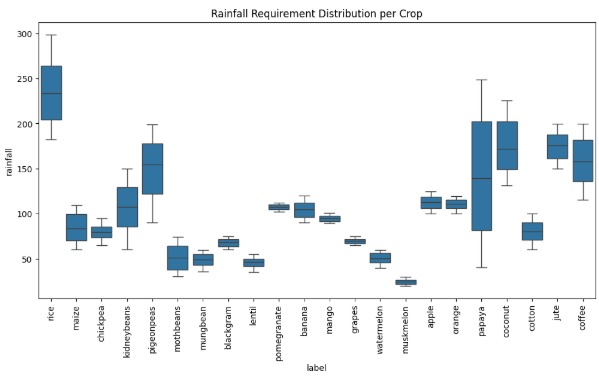 Rainfall Requirement Distribution per Crop
300
250
200
150
100
50
rainfall
rice
maize
chickpea
kidneybeans
pigeonpeas
mothbeans
mungbean
blackgram
lentil
pomegranate
banana
mango
grapes
watermelon
muskmelon
apple
orange
papaya
coconut
cotton
jute
coffee
label